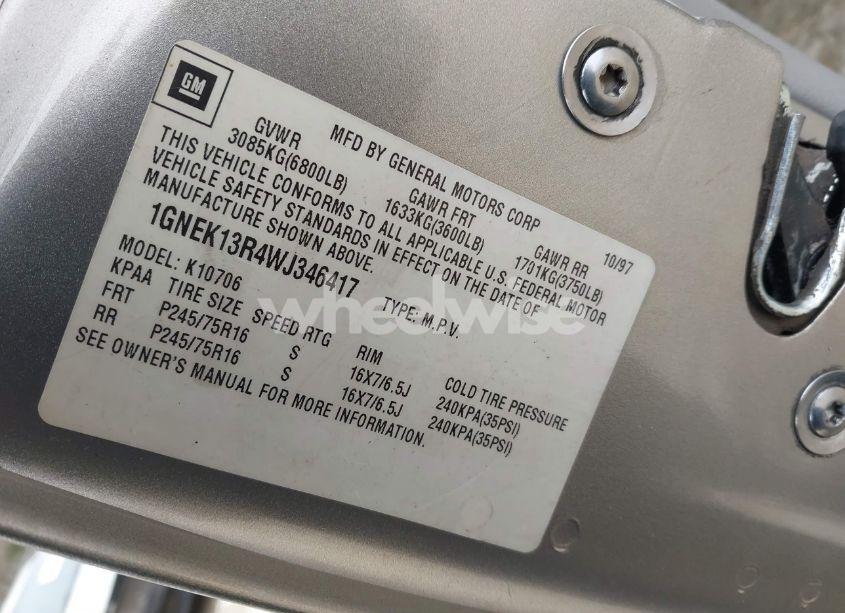 GM
MFD BY GENERAL MOTORS CORP 10/97
GVWR GAWR FRT GAWR RR
3085KG(6800LB) 1633KG(3600LB) 1701KG(3750LB)
THIS VEHICLE CONFORMS TO ALL APPLICABLE U.S. FEDERAL MOTOR
VEHICLE SAFETY STANDARDS IN EFFECT ON THE DATE OF
MANUFACTURE SHOWN ABOVE.
1GNEK13R4WJ346417 TYPE: M.P.V.
MODEL: K10706
KPAA TIRE SIZE SPEED RTG RIM COLD TIRE PRESSURE
FRT P245/75R16 S 16X7/6.5J 240KPA(35PSI)
RR P245/75R16 S 16X7/6.5J 240KPA(35PSI)
SEE OWNER'S MANUAL FOR MORE INFORMATION.
wheelwise